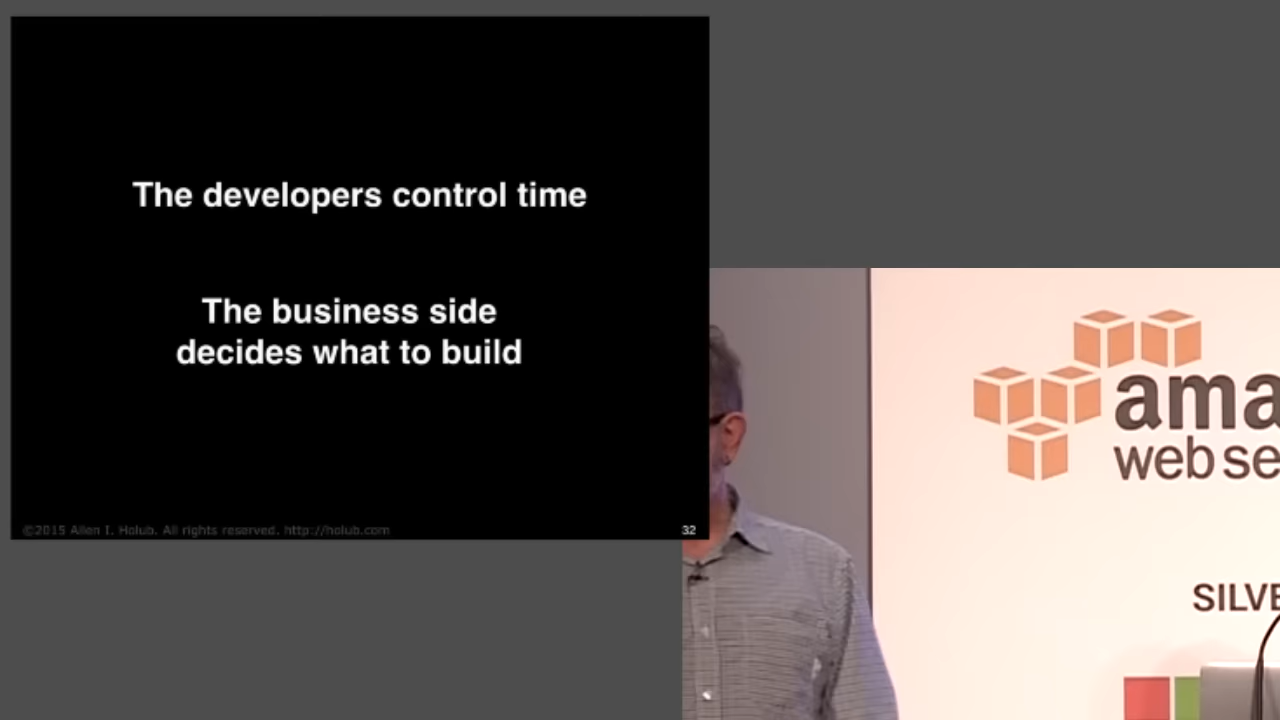 The developers control time
The business side
decides what to build
©2015 Allen I. Holub. All rights reserved. http://holub.com
32
ama
web se
SILVE